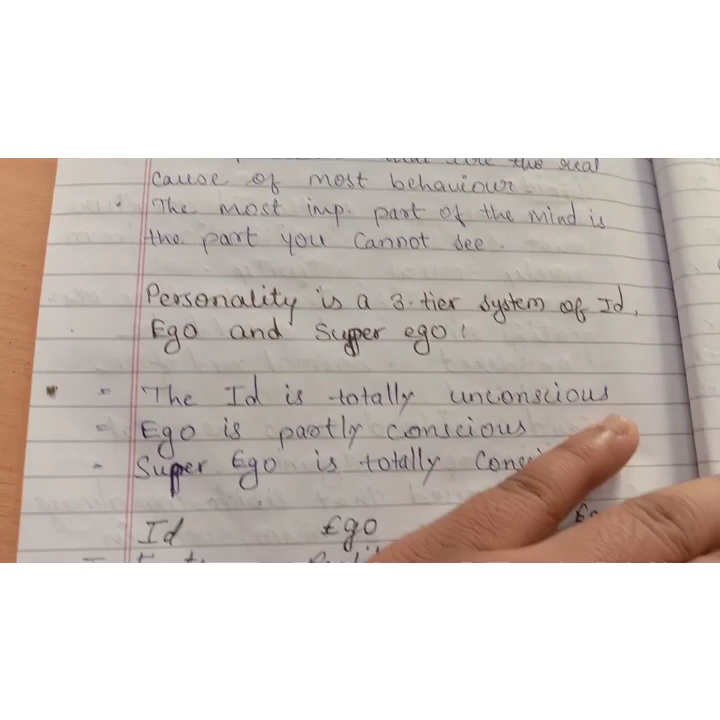 the real
cause of most behaviour.
The most imp. part of the mind is
the part you cannot see.
Personality is a 3-tier system of Id,
Ego and Super ego!
- The Id is totally unconscious
- Ego is partly conscious
- Super Ego is totally
Id Ego